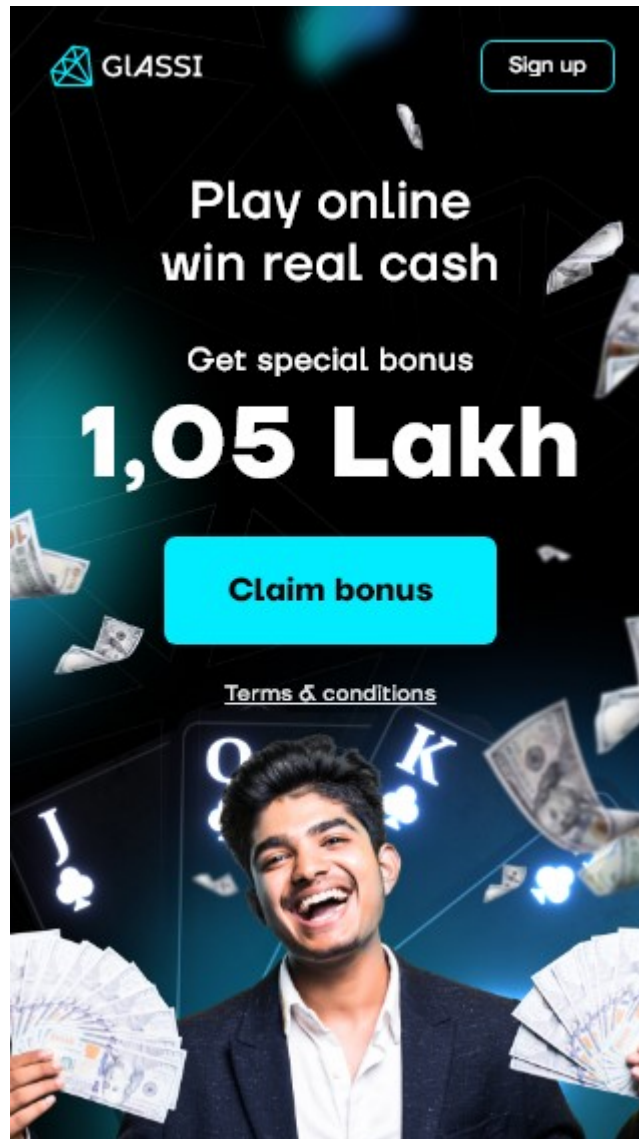 GlASSI
Sign up
Play online
win real cash
Get special bonus
1,05 Lakh
Claim bonus
Terms & conditions
Q
K
J